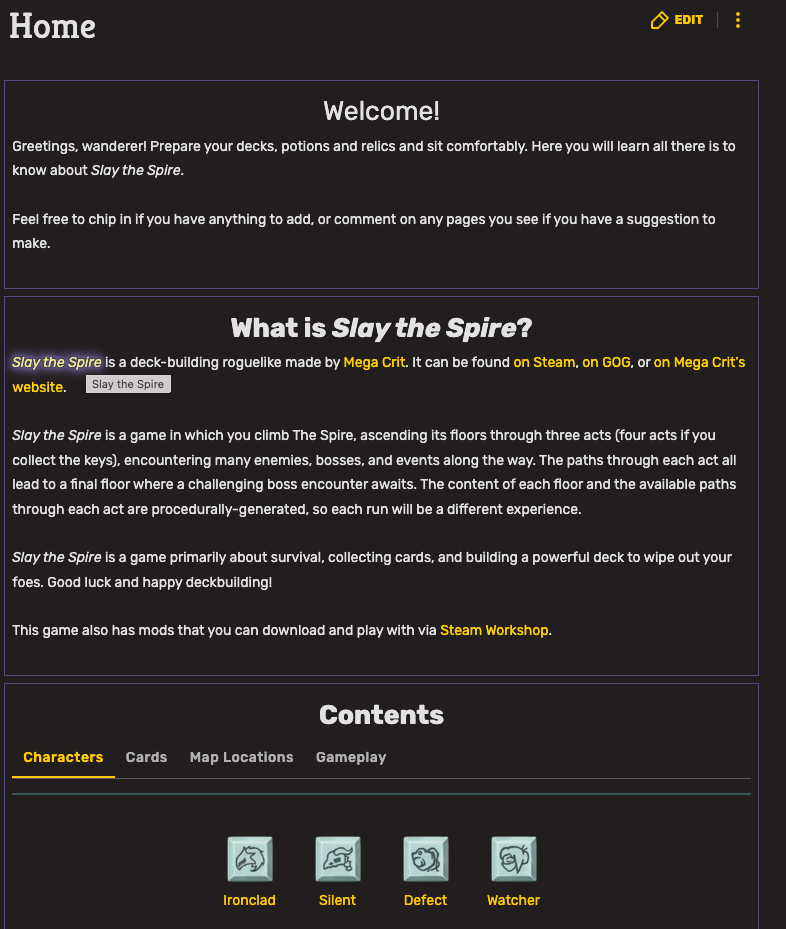 Home
EDIT
Welcome!
Greetings, wanderer! Prepare your decks, potions and relics and sit comfortably. Here you will learn all there is to
know about Slay the Spire.
Feel free to chip in if you have anything to add, or comment on any pages you see if you have a suggestion to
make.
What is Slay the Spire?
Slay the Spire is a deck-building roguelike made by Mega Crit. It can be found on Steam, on GOG, or on Mega Crit's
website.
Slay the Spire
Slay the Spire is a game in which you climb The Spire, ascending its floors through three acts (four acts if you
collect the keys), encountering many enemies, bosses, and events along the way. The paths through each act all
lead to a final floor where a challenging boss encounter awaits. The content of each floor and the available paths
through each act are procedurally-generated, so each run will be a different experience.
Slay the Spire is a game primarily about survival, collecting cards, and building a powerful deck to wipe out your
foes. Good luck and happy deckbuilding!
This game also has mods that you can download and play with via Steam Workshop.
Contents
Characters Cards Map Locations Gameplay
Ironclad Silent Defect Watcher